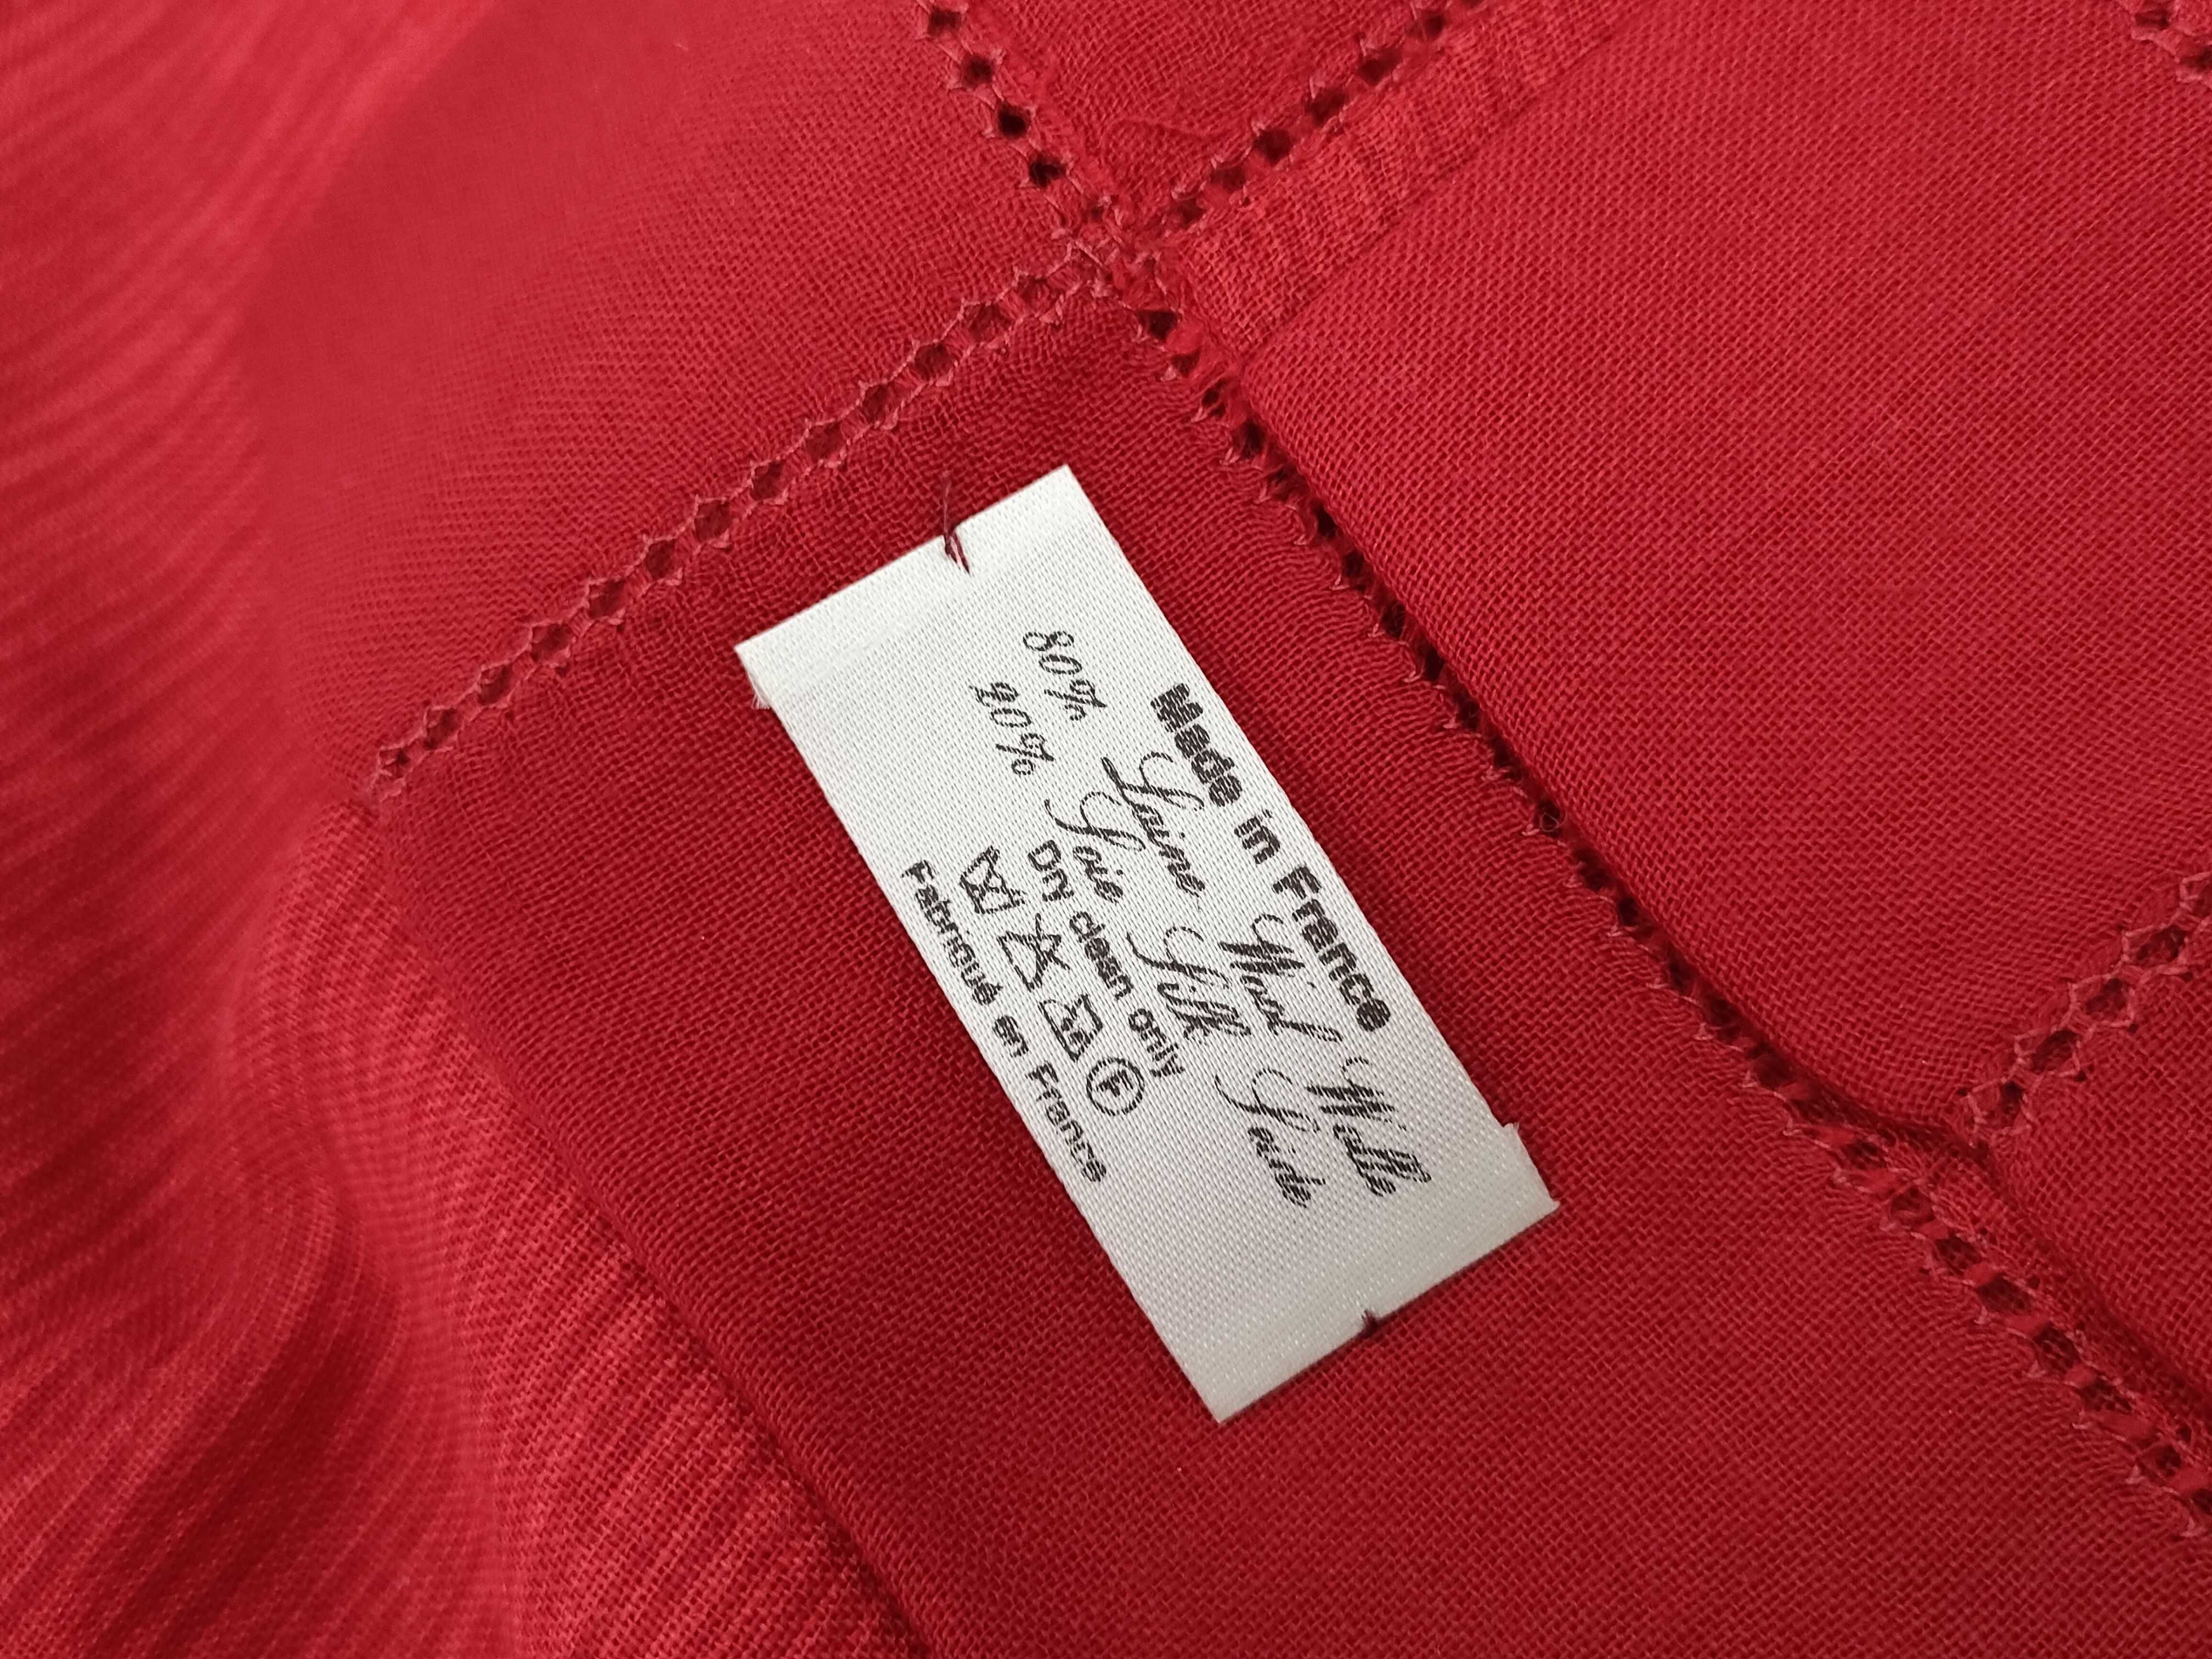 Made in France
80% Laine Wool Wolle
20% Soie Silk Seide
Dry clean only
F
Fabriqué en France